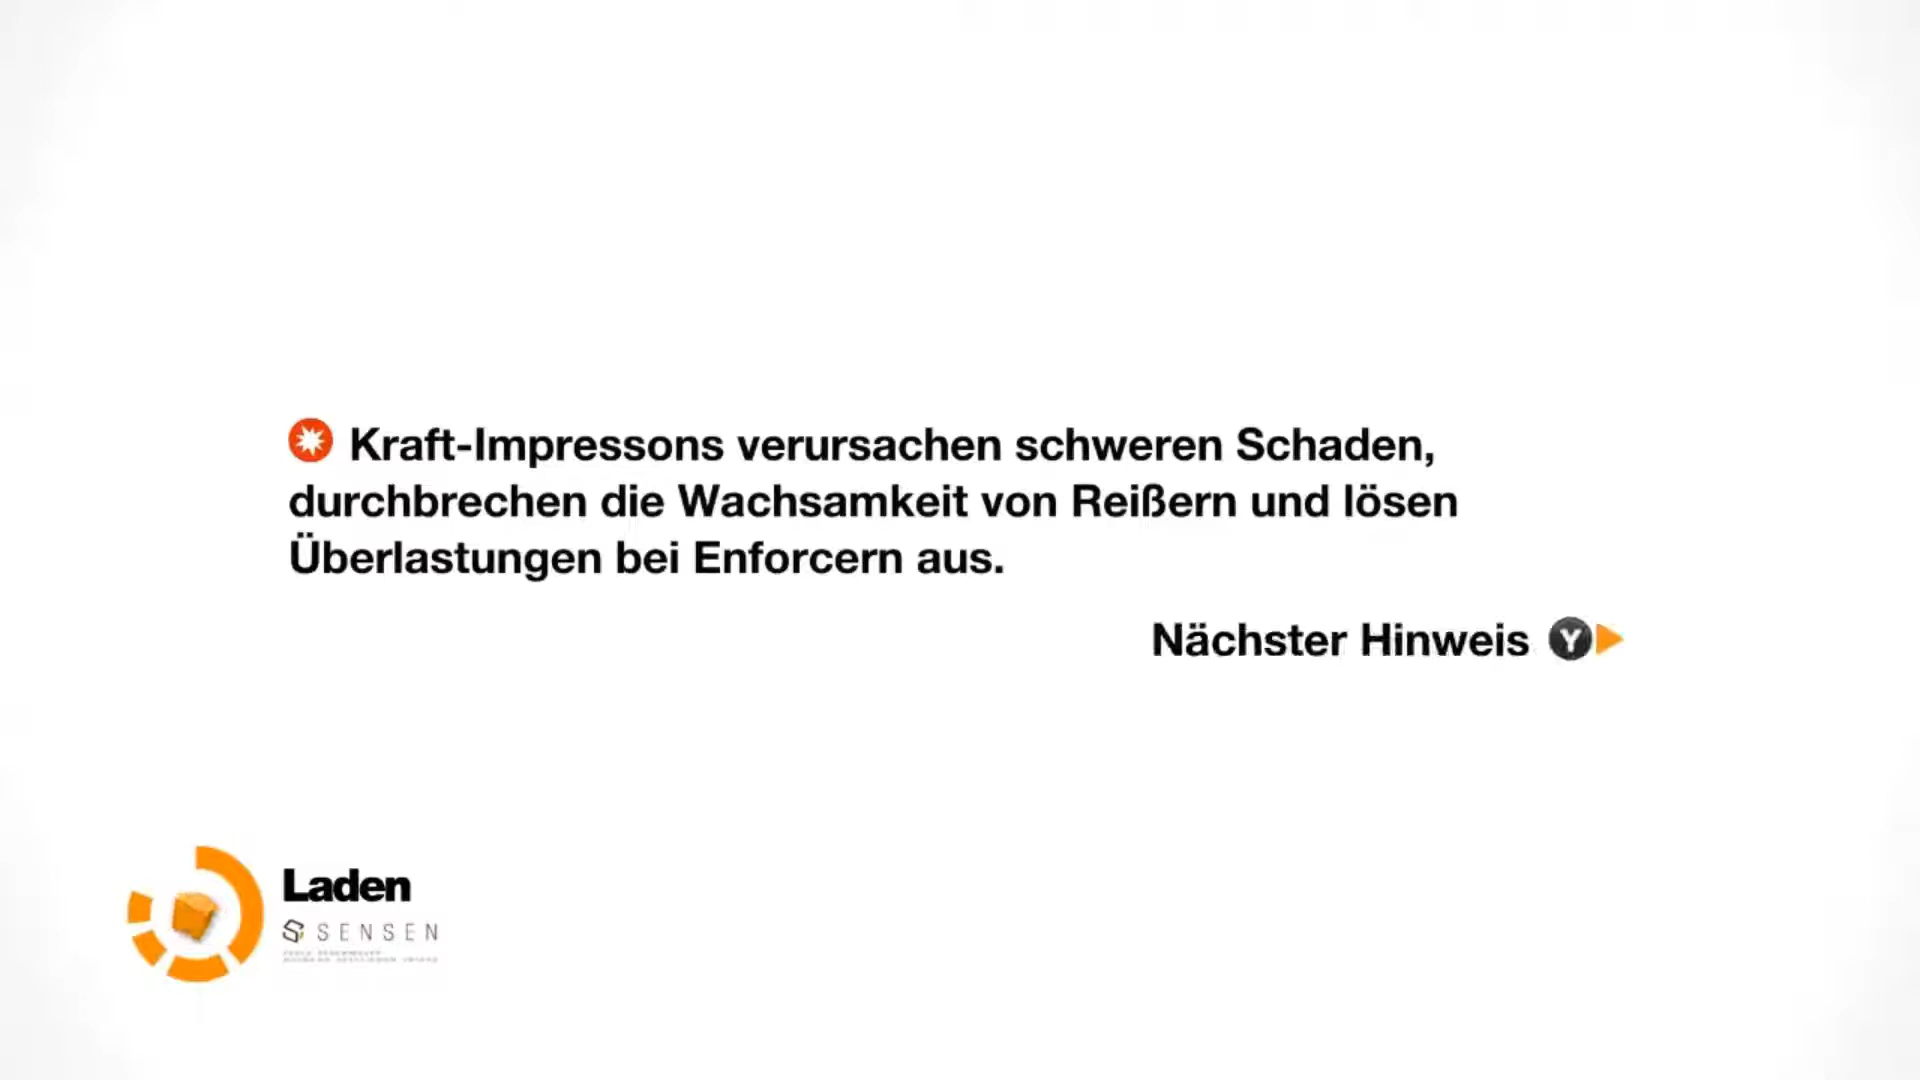 Kraft-Impressons verursachen schweren Schaden,
durchbrechen die Wachsamkeit von Reißern und lösen
Überlastungen bei Enforcern aus.
Nächster Hinweis Y
Laden
SENSEN